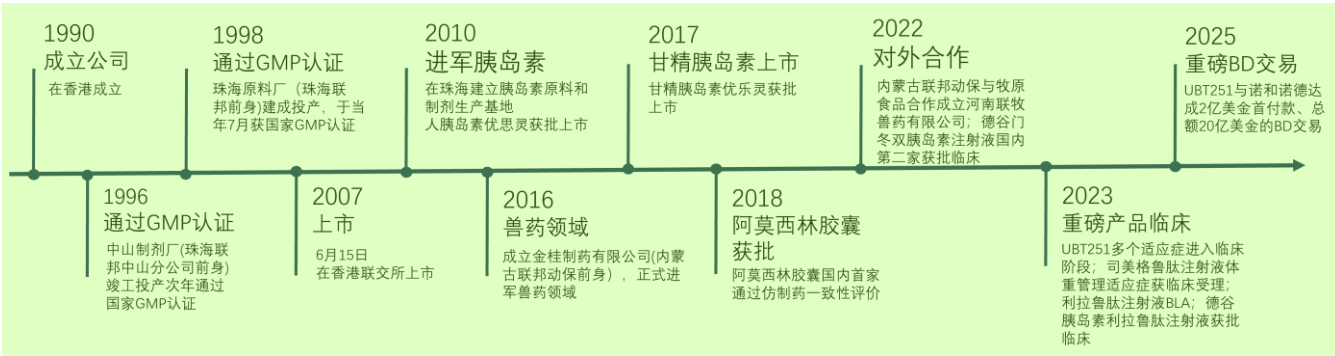 1990
成立公司
在香港成立
1996
通过GMP认证
中山制剂厂(珠海联
邦中山分公司前身)
竣工投产次年通过
国家GMP认证
1998
通过GMP认证
珠海原料厂（珠海联
邦前身)建成投产，于当
年7月获国家GMP认证
2007
上市
6月15日
在香港联交所上市
2010
进军胰岛素
在珠海建立胰岛素原料和
制剂生产基地
人胰岛素优思灵获批上市
2016
兽药领域
成立金桂制药有限公司(内蒙
古联邦动保前身），正式进
军兽药领域
2017
甘精胰岛素上市
甘精胰岛素优乐灵获批
上市
2018
阿莫西林胶囊
获批
阿莫西林胶囊国内首家
通过仿制药一致性评价
2022
对外合作
内蒙古联邦动保与牧原
食品合作成立河南联牧
兽药有限公司；德谷门
冬双胰岛素注射液国内
第二家获批临床
2023
重磅产品临床
UBT251多个适应症进入临床
阶段；司美格鲁肽注射液体
重管理适应症获临床受理；
利拉鲁肽注射液BLA；德谷
胰岛素利拉鲁肽注射液获批
临床
2025
重磅BD交易
UBT251与诺和诺德达
成2亿美金首付款、总
额20亿美金的BD交易